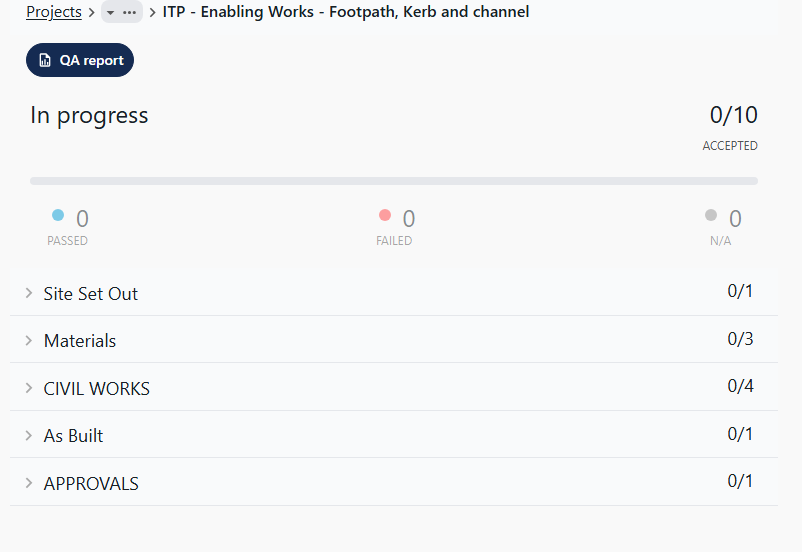 Projects > ... > ITP - Enabling Works - Footpath, Kerb and channel
QA report
In progress 0/10
ACCEPTED
0 0 0
PASSED FAILED N/A
Site Set Out 0/1
Materials 0/3
CIVIL WORKS 0/4
As Built 0/1
APPROVALS 0/1